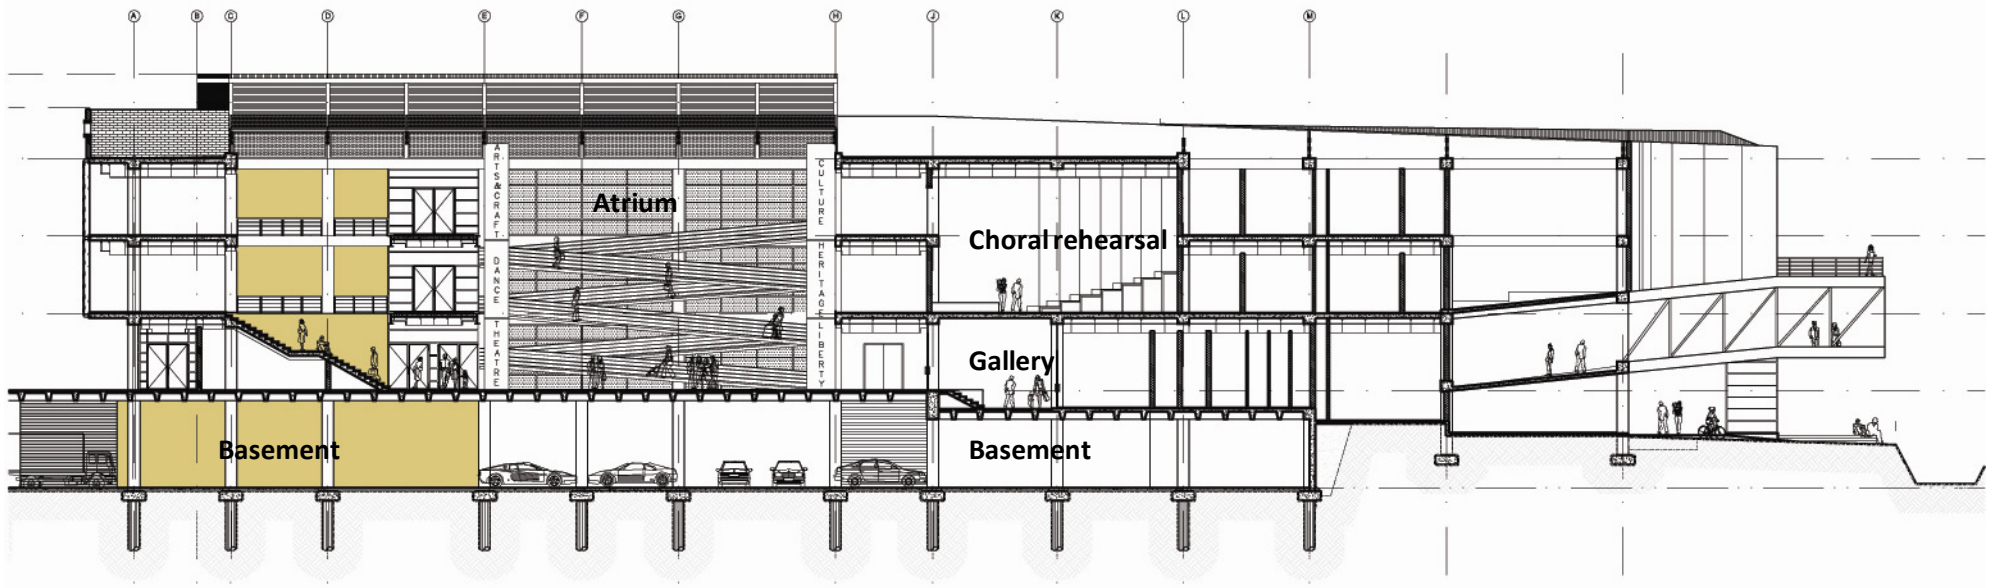 A B C D E F G H J K L M
ARTS&CRAFT
DANCE
THEATRE
CULTURE
HERITAGE
LIBERTY
Atrium
Choral rehearsal
Gallery
Basement
Basement